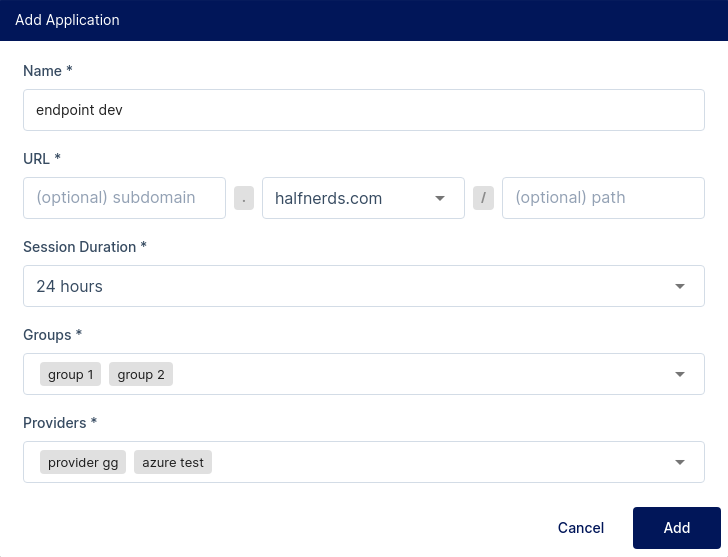 Add Application
Name *
endpoint dev
URL *
(optional) subdomain . halfnerds.com / (optional) path
Session Duration *
24 hours
Groups *
group 1 group 2
Providers *
provider gg azure test
Cancel Add